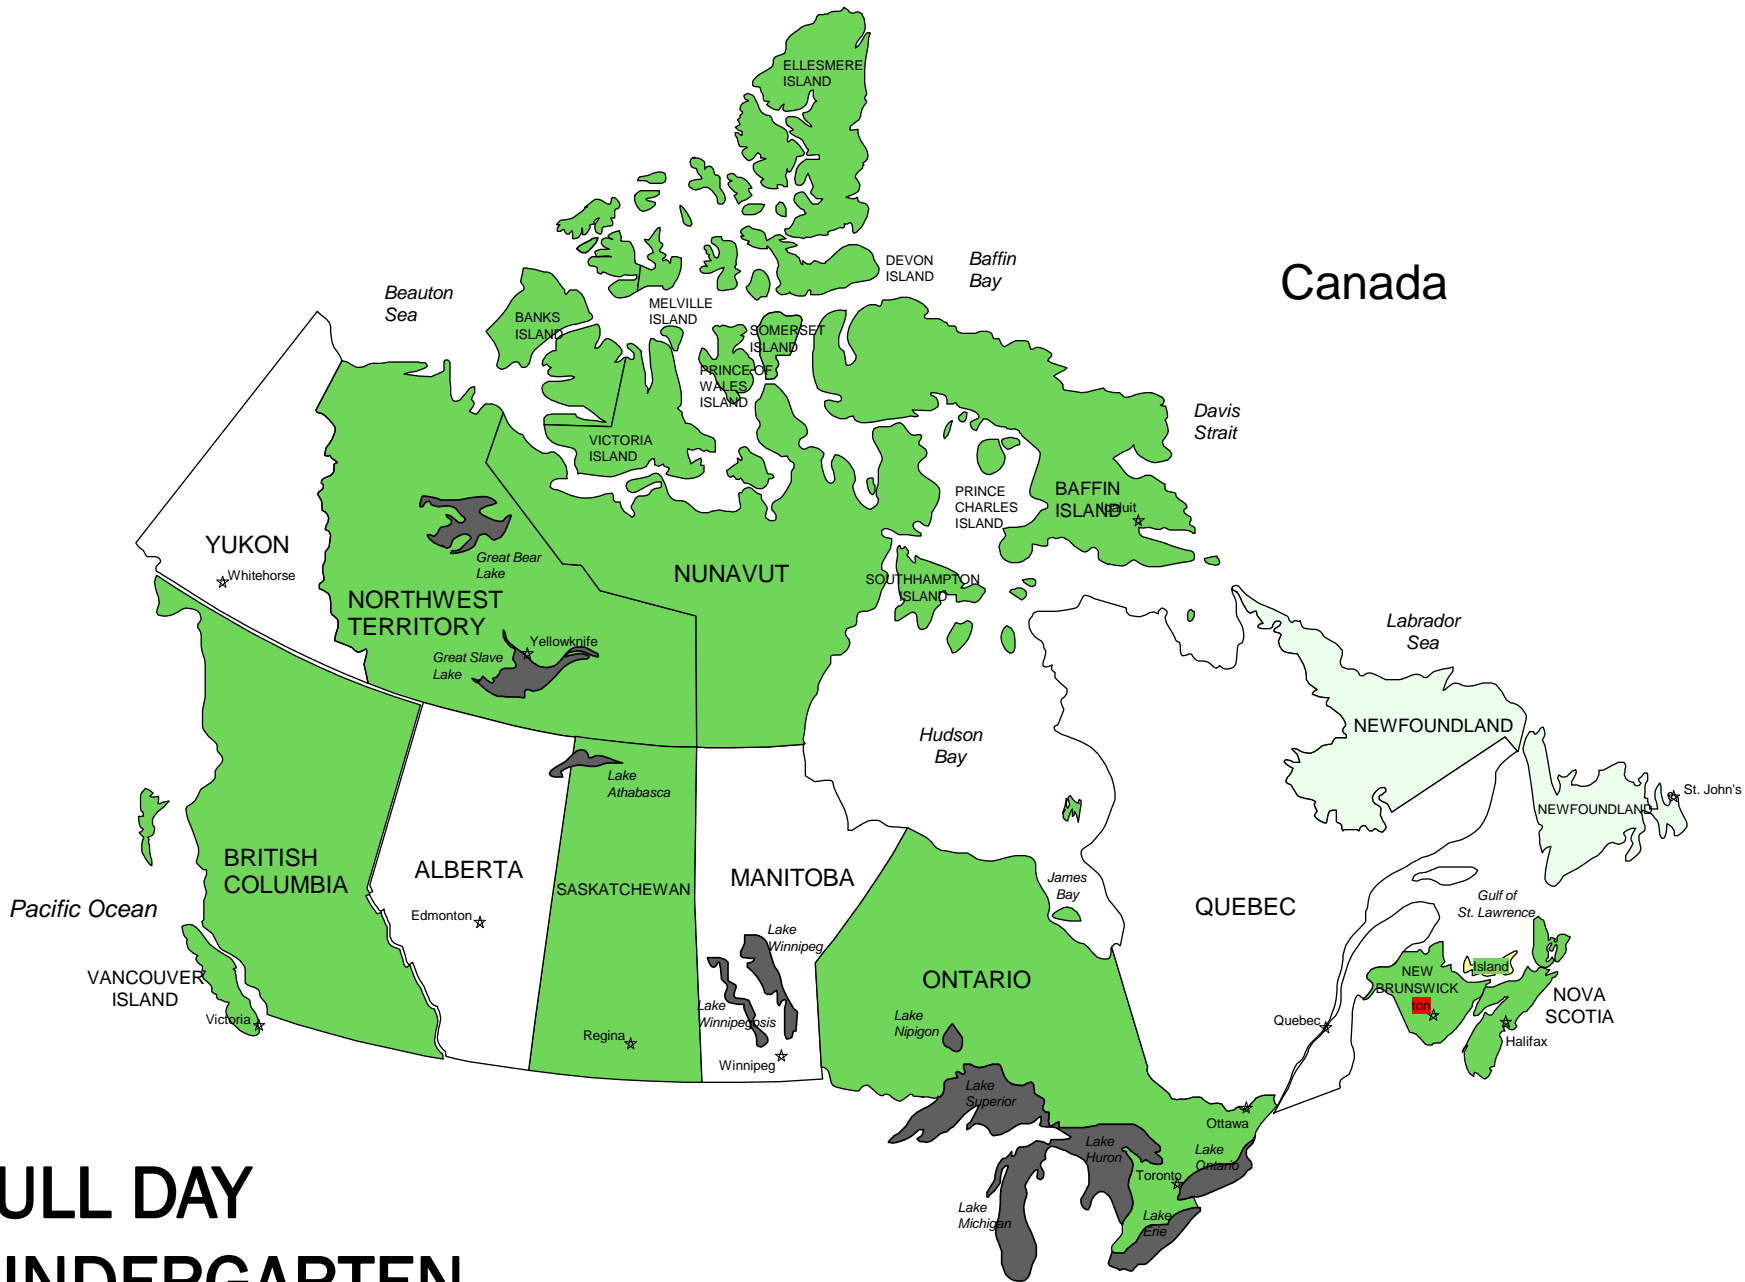 ELLESMERE
ISLAND
DEVON
ISLAND
Baffin
Bay
Canada
Beauton
Sea
MELVILLE
ISLAND
BANKS
ISLAND
SOMERSET
ISLAND
PRINCE OF
WALES
ISLAND
VICTORIA
ISLAND
Davis
Strait
PRINCE
CHARLES
ISLAND
BAFFIN
ISLAND
YUKON
Whitehorse
Great Bear
Lake
NUNAVUT
SOUTHHAMPTON
ISLAND
NORTHWEST
TERRITORY
Yellowknife
Great Slave
Lake
Labrador
Sea
Hudson
Bay
NEWFOUNDLAND
Lake
Athabasca
NEWFOUNDLAND
St. John's
BRITISH
COLUMBIA
ALBERTA
SASKATCHEWAN
MANITOBA
James
Bay
QUEBEC
Gulf of
St. Lawrence
Pacific Ocean
Edmonton
Lake
Winnipeg
VANCOUVER
ISLAND
ONTARIO
NEW
BRUNSWICK
Island
ton
NOVA
SCOTIA
Victoria
Lake
Winnipegosis
Lake
Nipigon
Regina
Winnipeg
Quebec
Halifax
Lake
Superior
Ottawa
Lake
Huron
Lake
Ontario
Toronto
Lake
Michigan
Lake
Erie
ULL DAY
INDERGARTEN